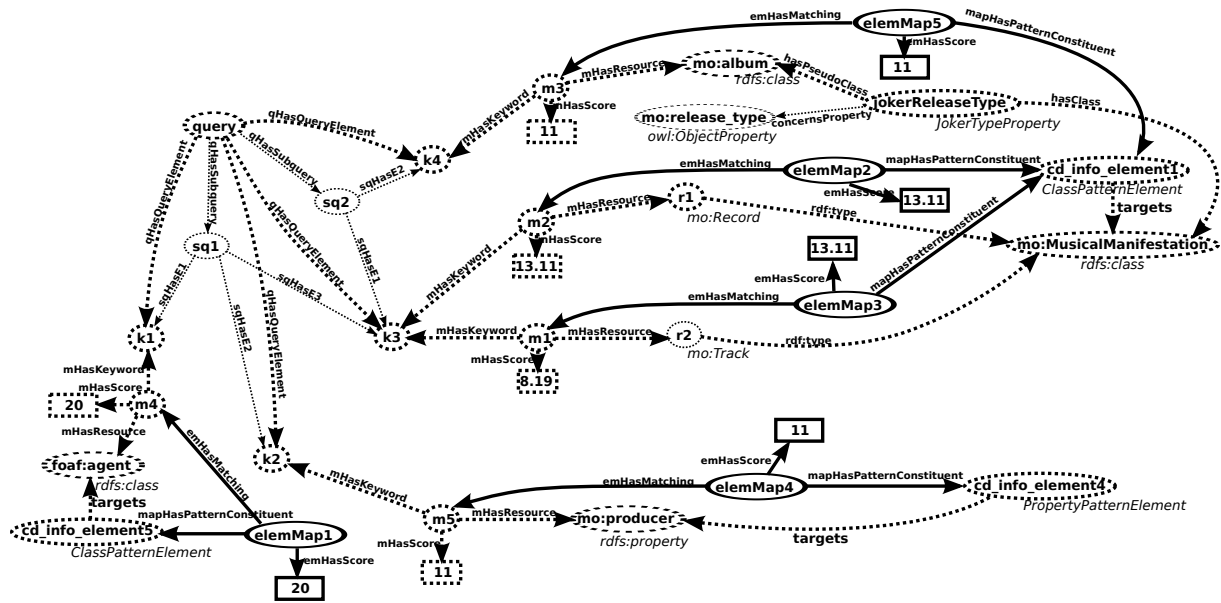 elemMap5
emHasMatching
mapHasPatternConstituent
emHasScore
11
mHasResource
mo:album
rdfs:class
hasPseudoClass
m3
mHasScore
11
mHasKeyword
jokerReleaseType
JokerTypeProperty
hasClass
mo:release_type
owl:ObjectProperty
concernsProperty
query
qHasQueryElement
qHasSubquery
qHasSubquery
qHasQueryElement
qHasQueryElement
qHasQueryElement
k4
sqHasE2
sq2
sqHasE1
sq1
sqHasE1
sqHasE2
sqHasE3
emHasMatching
elemMap2
mapHasPatternConstituent
cd_info_element1
ClassPatternElement
emHasScore
13.11
targets
mHasResource
r1
mo:Record
rdf:type
m2
mHasScore
13.11
mHasKeyword
mo:MusicalManifestation
rdfs:class
13.11
emHasScore
mapHasPatternConstituent
emHasMatching
elemMap3
k1
k3
mHasKeyword
m1
mHasResource
r2
mo:Track
rdf:type
mHasScore
8.19
mHasKeyword
mHasScore
20
m4
mHasResource
foaf:agent
rdfs:class
targets
emHasMatching
k2
mHasKeyword
11
emHasScore
emHasMatching
elemMap4
mapHasPatternConstituent
cd_info_element4
PropertyPatternElement
targets
m5
mHasResource
mo:producer
rdfs:property
mHasScore
11
cd_info_element5
ClassPatternElement
mapHasPatternConstituent
elemMap1
emHasScore
20